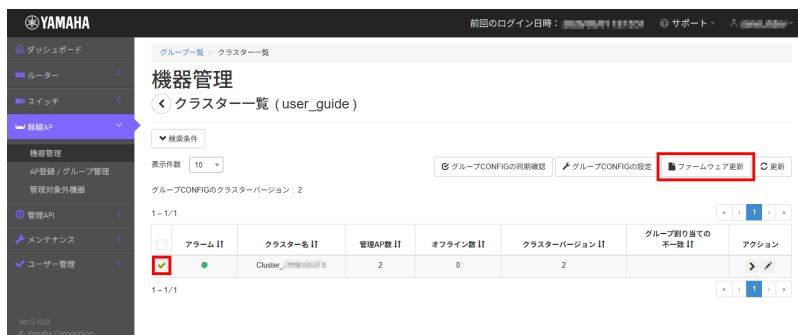 YAMAHA
前回のログイン日時：
サポート
ダッシュボード
ルーター
スイッチ
無線AP
機器管理
AP登録 / グループ管理
管理対象外機器
管理API
メンテナンス
ユーザー管理
Ver.5.10.0
© Yamaha Corporation
グループ一覧 > クラスター一覧
機器管理
クラスター一覧 ( user_guide )
検索条件
表示件数 10
グループCONFIGの同期確認 グループCONFIGの設定 ファームウェア更新 更新
グループCONFIGのクラスターバージョン : 2
1 – 1 / 1
« ‹ 1 › »
アラーム クラスター名 管理AP数 オフライン数 クラスターバージョン グループ割り当ての不一致 アクション
Cluster_ 2 0 2
1 – 1 / 1
« ‹ 1 › »